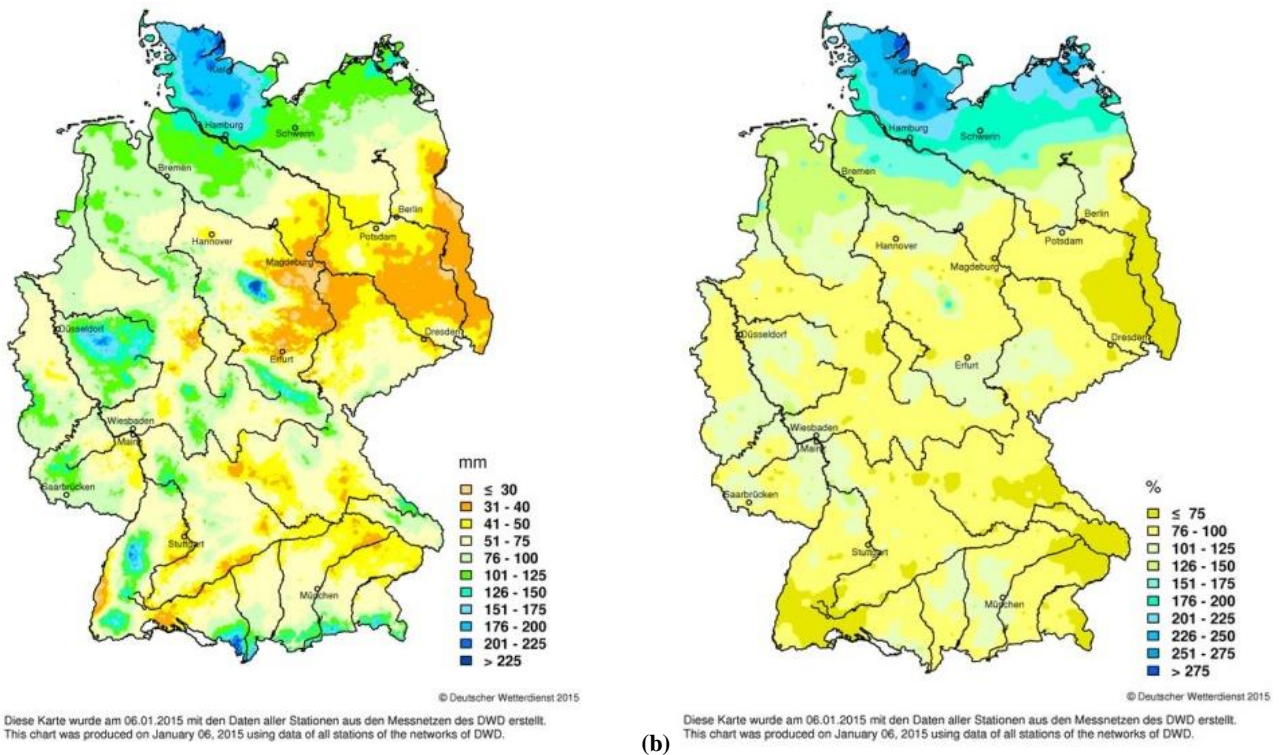 Kiel
Hamburg
Schwerin
Bremen
Berlin
Hannover
Potsdam
Magdeburg
Düsseldorf
Erfurt
Dresden
Wiesbaden
Mainz
Saarbrücken
Stuttgart
München
mm
≤ 30
31 - 40
41 - 50
51 - 75
76 - 100
101 - 125
126 - 150
151 - 175
176 - 200
201 - 225
> 225
© Deutscher Wetterdienst 2015
Diese Karte wurde am 06.01.2015 mit den Daten aller Stationen aus den Messnetzen des DWD erstellt.
This chart was produced on January 06, 2015 using data of all stations of the networks of DWD.
(b)
Kiel
Hamburg
Schwerin
Bremen
Berlin
Hannover
Potsdam
Magdeburg
Düsseldorf
Erfurt
Dresden
Wiesbaden
Mainz
Saarbrücken
Stuttgart
München
%
≤ 75
76 - 100
101 - 125
126 - 150
151 - 175
176 - 200
201 - 225
226 - 250
251 - 275
> 275
© Deutscher Wetterdienst 2015
Diese Karte wurde am 06.01.2015 mit den Daten aller Stationen aus den Messnetzen des DWD erstellt.
This chart was produced on January 06, 2015 using data of all stations of the networks of DWD.